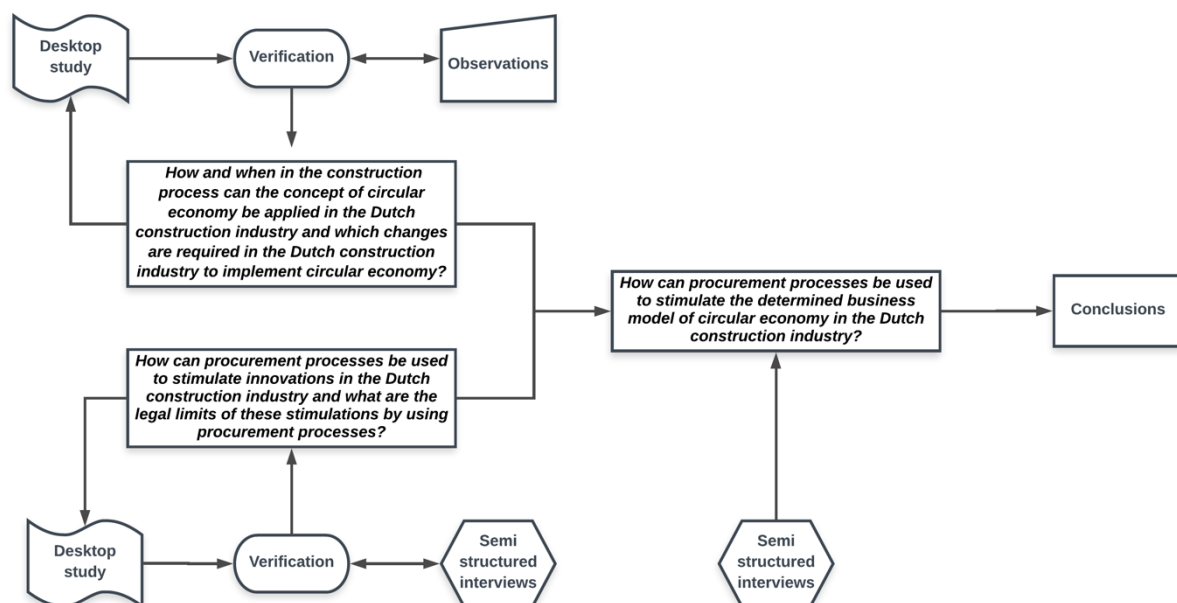 Desktop
study
Verification
Observations
How and when in the construction
process can the concept of circular
economy be applied in the Dutch
construction industry and which changes
are required in the Dutch construction
industry to implement circular economy?
How can procurement processes be used
to stimulate the determined business
model of circular economy in the Dutch
construction industry?
Conclusions
How can procurement processes be used
to stimulate innovations in the Dutch
construction industry and what are the
legal limits of these stimulations by using
procurement processes?
Desktop
study
Verification
Semi
structured
interviews
Semi
structured
interviews